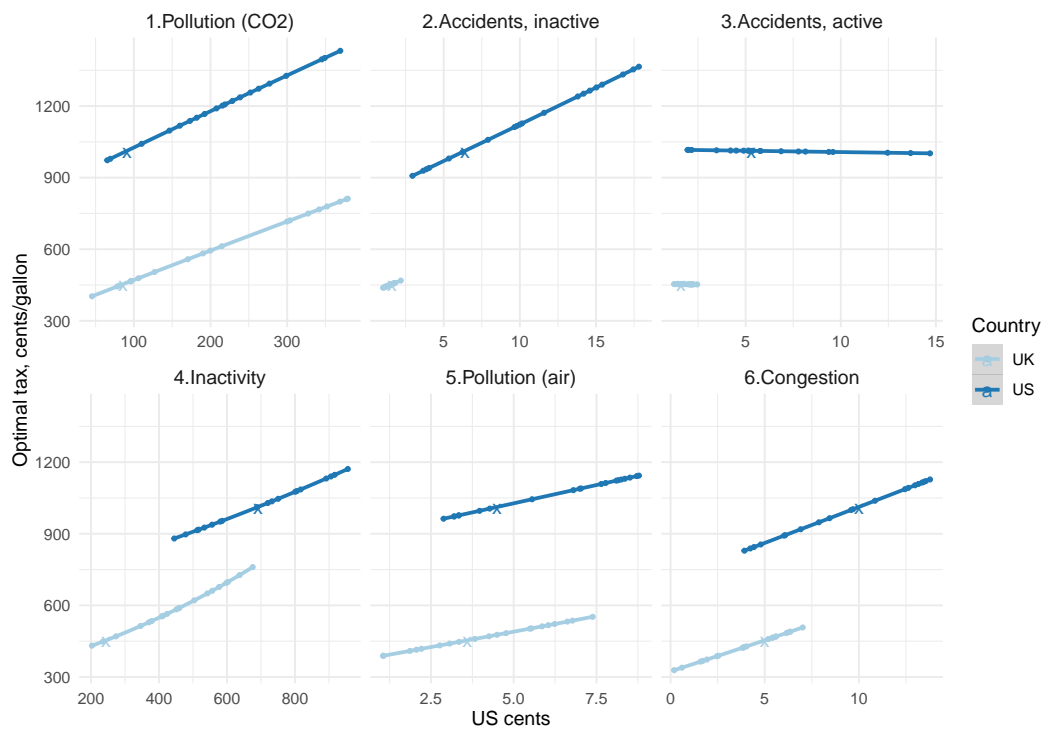 1.Pollution (CO2) 2.Accidents, inactive 3.Accidents, active
1200
900
600
300
100 200 300 5 10 15 5 10 15
Optimal tax, cents/gallon
Country
a UK
a US
4.Inactivity 5.Pollution (air) 6.Congestion
1200
900
600
300
200 400 600 800 2.5 5.0 7.5 0 5 10
US cents